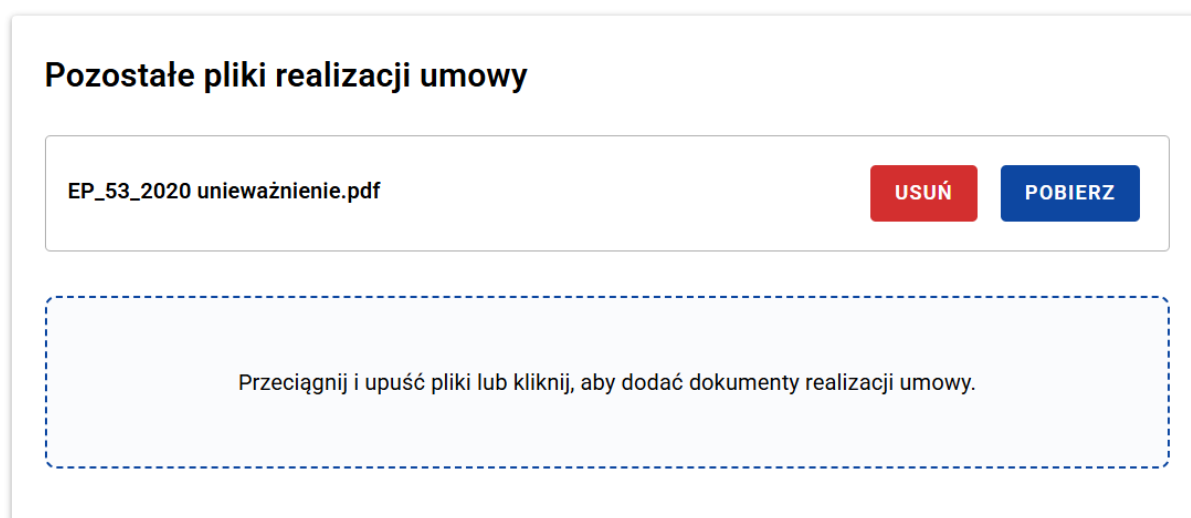 Pozostałe pliki realizacji umowy
EP_53_2020 unieważnienie.pdf
USUŃ
POBIERZ
Przeciągnij i upuść pliki lub kliknij, aby dodać dokumenty realizacji umowy.